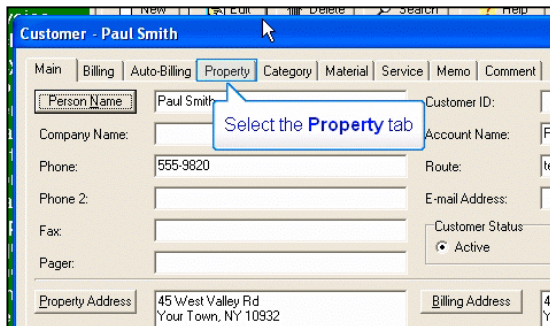 New Edit Delete Search Help
Customer - Paul Smith
Main Billing Auto-Billing Property Category Material Service Memo Comment
Person Name Paul Smith Customer ID:
Select the Property tab
Company Name: Account Name:
Phone: 555-9820 Route:
Phone 2: E-mail Address:
Fax: Customer Status
Active
Pager:
Property Address 45 West Valley Rd Billing Address
Your Town, NY 10932